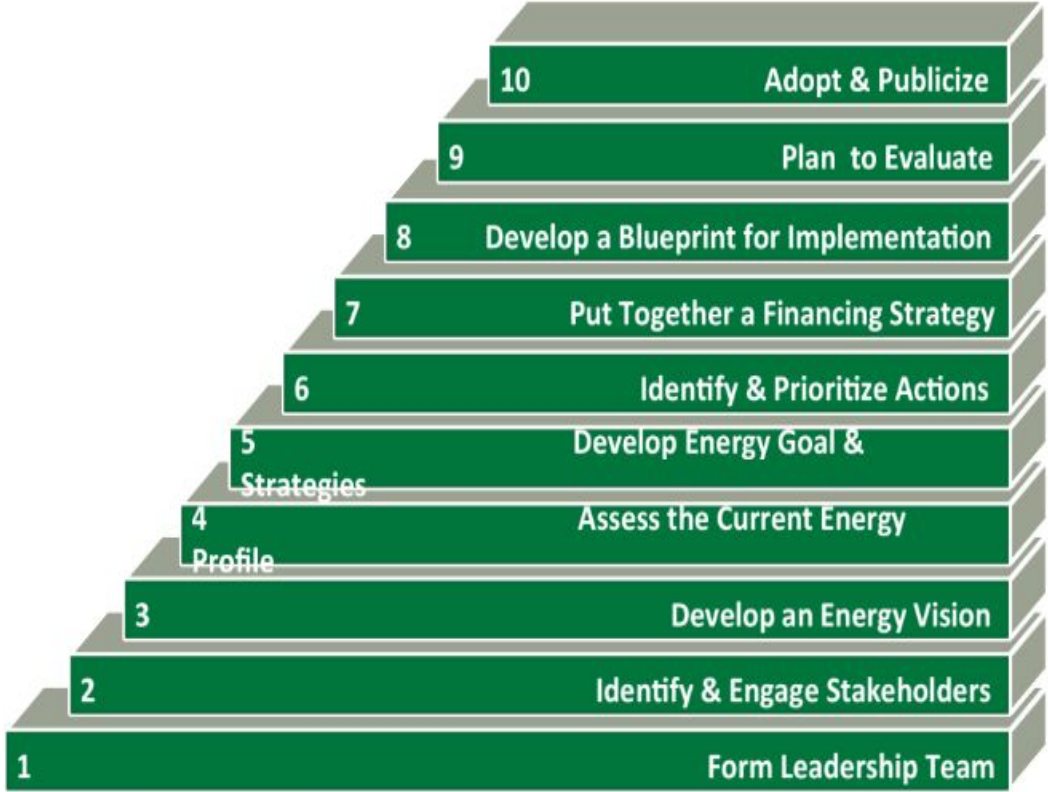 10 Adopt & Publicize
9 Plan to Evaluate
8 Develop a Blueprint for Implementation
7 Put Together a Financing Strategy
6 Identify & Prioritize Actions
5 Develop Energy Goal &
Strategies
4 Assess the Current Energy
Profile
3 Develop an Energy Vision
2 Identify & Engage Stakeholders
1 Form Leadership Team